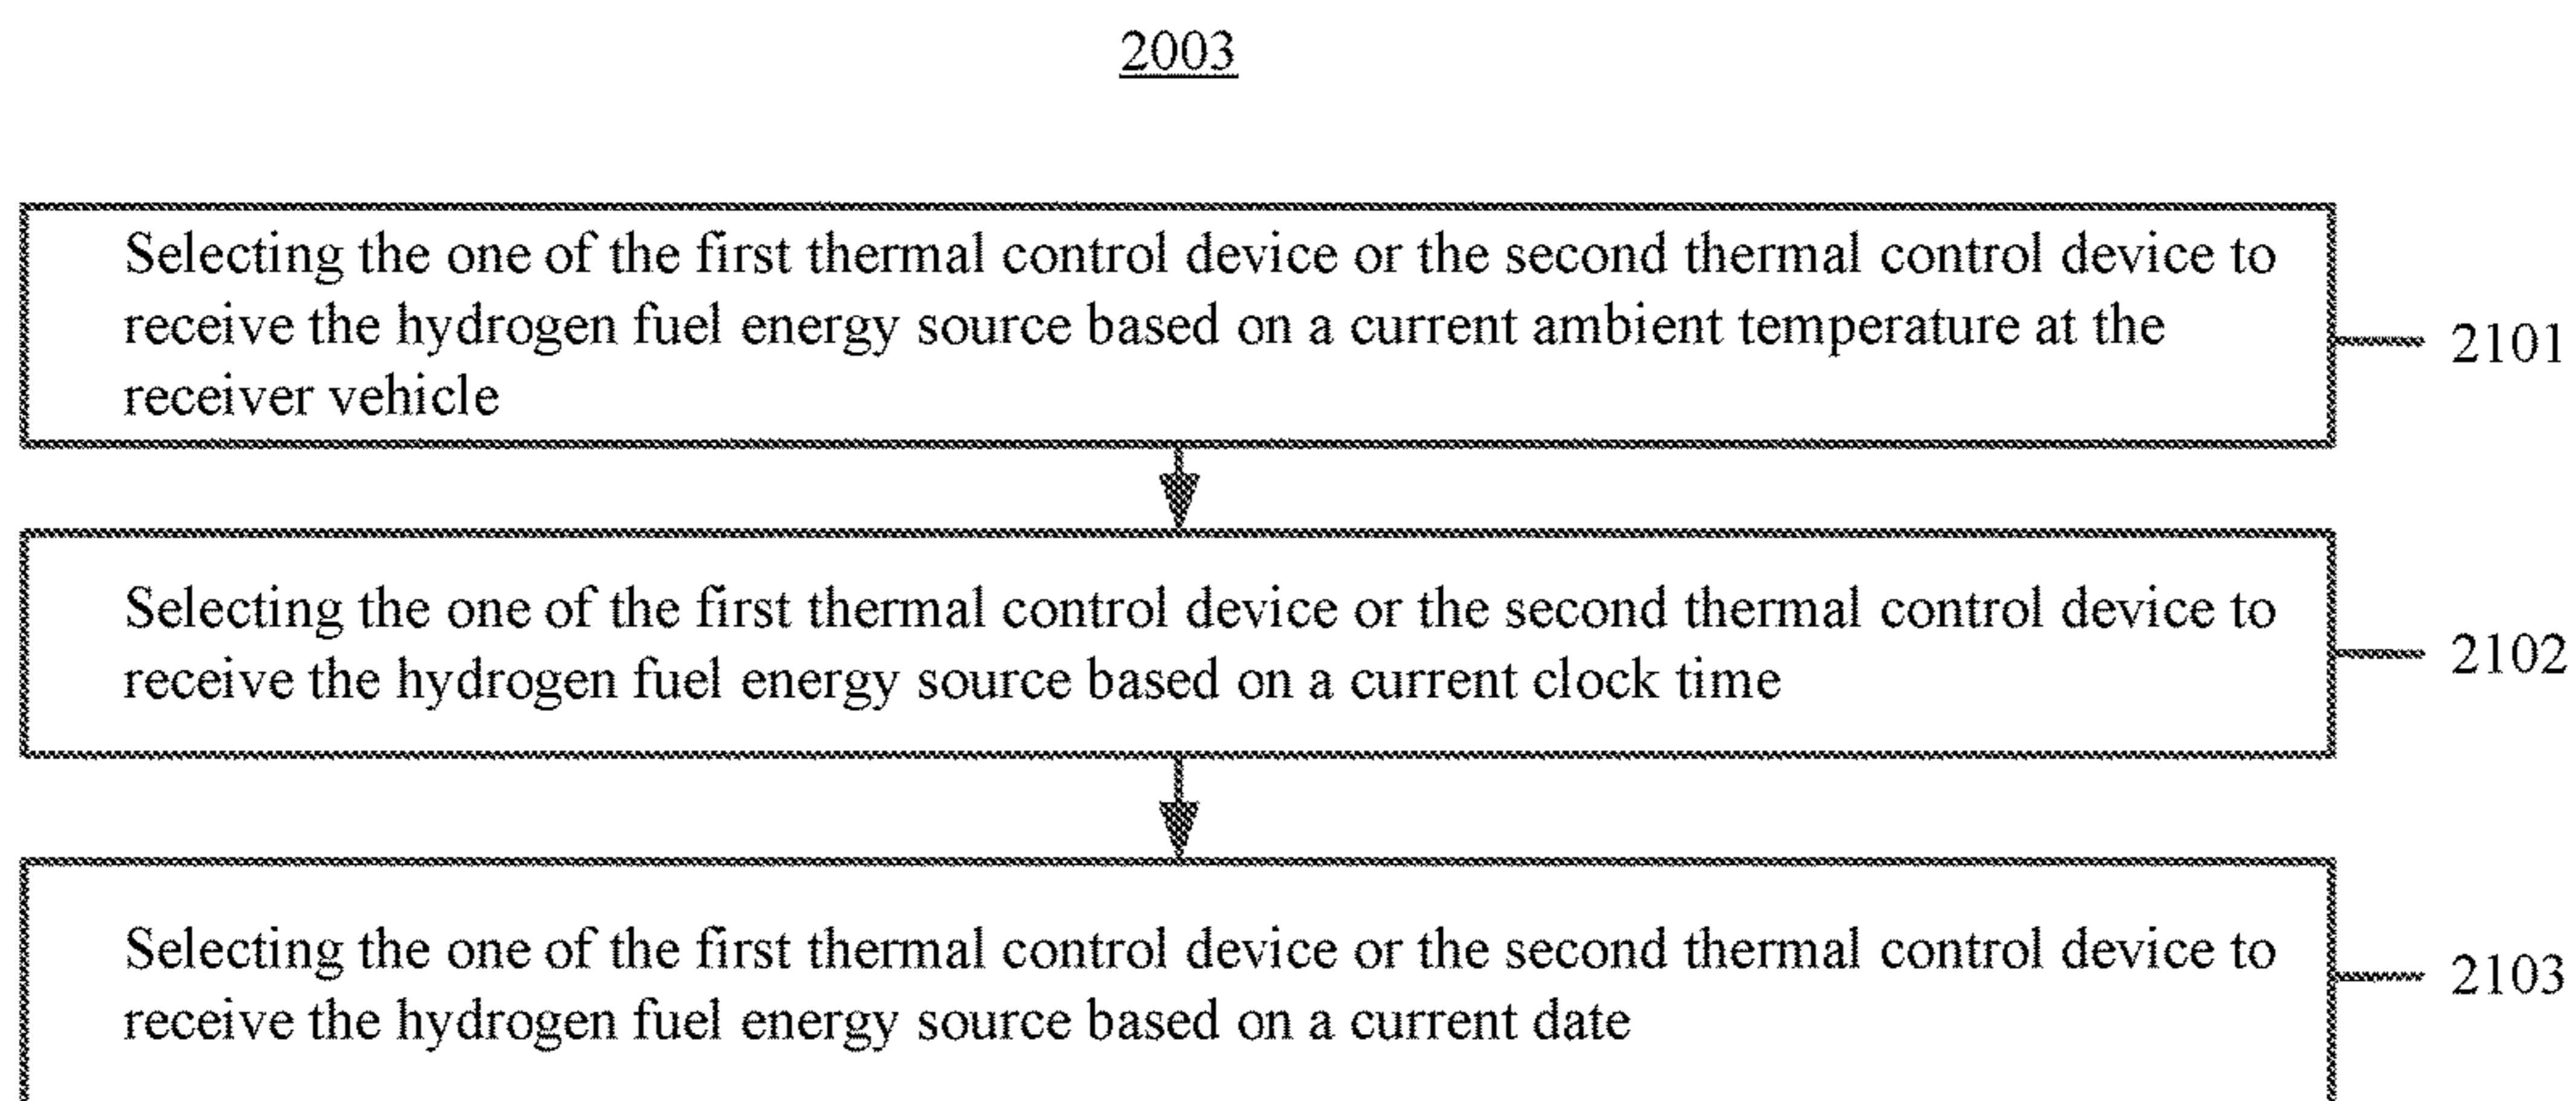 2003
Selecting the one of the first thermal control device or the second thermal control device to
receive the hydrogen fuel energy source based on a current ambient temperature at the
receiver vehicle
2101
Selecting the one of the first thermal control device or the second thermal control device to
receive the hydrogen fuel energy source based on a current clock time
2102
Selecting the one of the first thermal control device or the second thermal control device to
receive the hydrogen fuel energy source based on a current date
2103